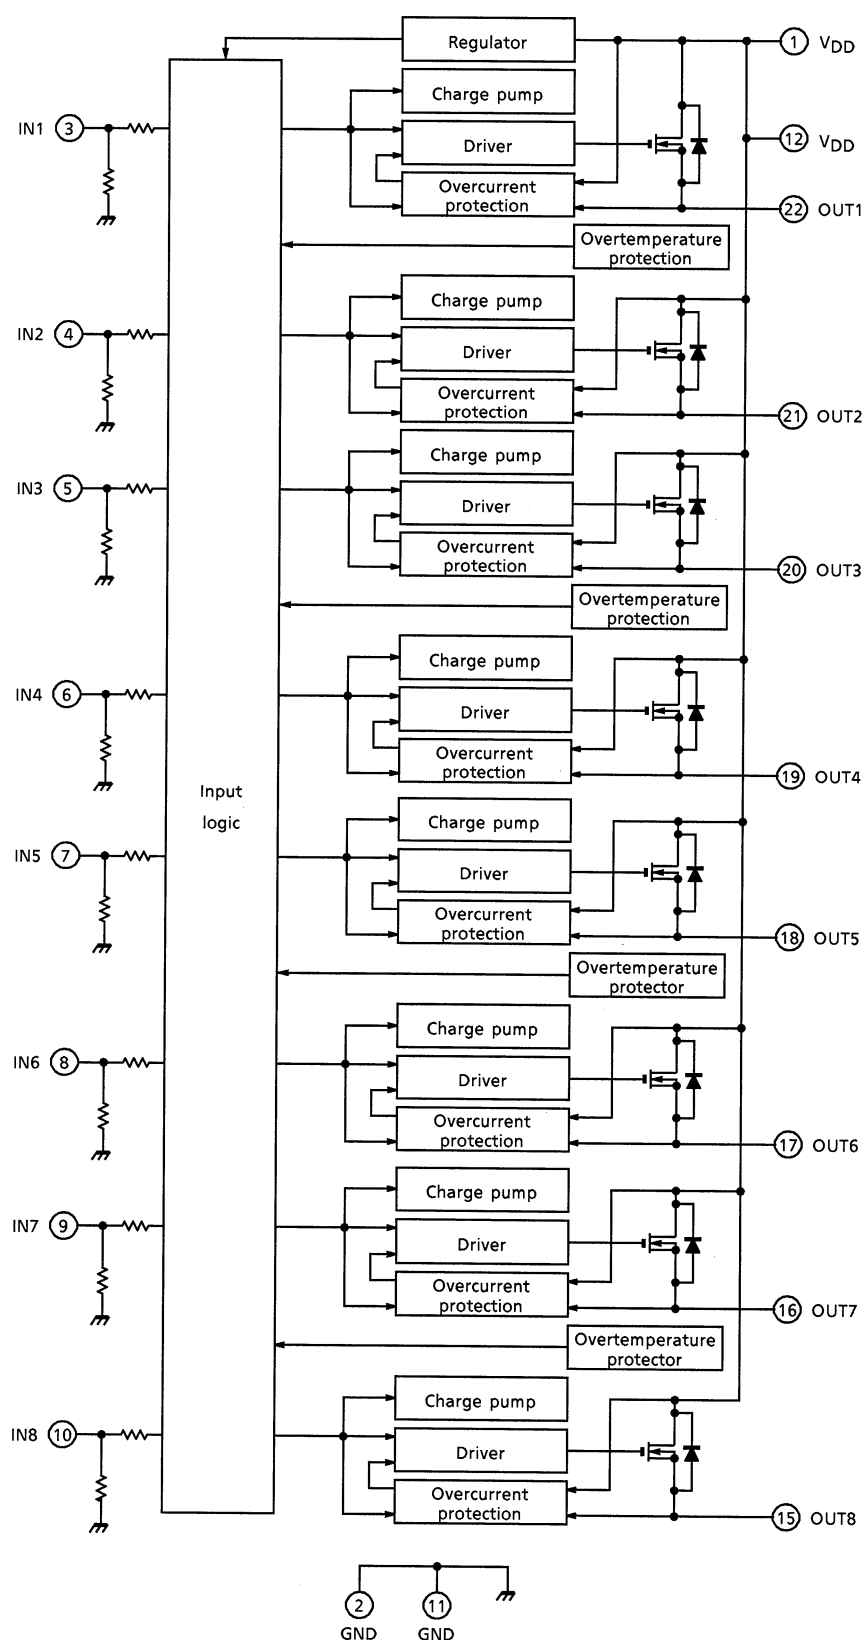 Regulator
1 VDD
Charge pump
IN1 3
Driver
12 VDD
Overcurrent
protection
22 OUT1
Overtemperature
protection
Charge pump
IN2 4
Driver
Overcurrent
protection
21 OUT2
Charge pump
IN3 5
Driver
Overcurrent
protection
20 OUT3
Overtemperature
protection
Charge pump
IN4 6
Driver
Overcurrent
protection
19 OUT4
Input
logic
Charge pump
IN5 7
Driver
Overcurrent
protection
18 OUT5
Overtemperature
protector
Charge pump
IN6 8
Driver
Overcurrent
protection
17 OUT6
Charge pump
IN7 9
Driver
Overcurrent
protection
16 OUT7
Overtemperature
protector
Charge pump
IN8 10
Driver
Overcurrent
protection
15 OUT8
2 11
GND GND